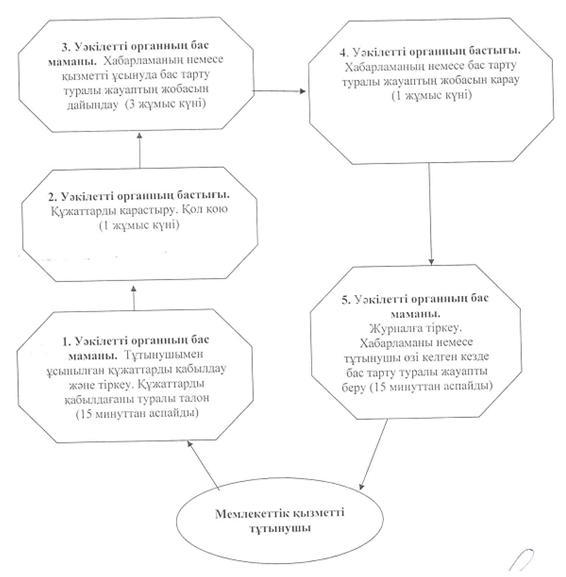 3. Уәкілетті органның бас
маманы. Хабарламаның немесе
қызметті ұсынуда бас тарту
туралы жауаптың жобасын
дайындау (3 жұмыс күні)
4. Уәкілетті органның бастығы.
Хабарламаның немесе бас тарту
туралы жауаптың жобасын қарау
(1 жұмыс күні)
2. Уәкілетті органның бастығы.
Құжаттарды қарастыру. Қол қою
(1 жұмыс күні)
1. Уәкілетті органның бас
маманы. Тұтынушымен
ұсынылған құжаттарды қабылдау
және тіркеу. Құжаттарды
қабылдағаны туралы талон
(15 минуттан аспайды)
5. Уәкілетті органның бас
маманы.
Журналға тіркеу.
Хабарламаны немесе
тұтынушы өзі келген кезде
бас тарту туралы жауапты
беру (15 минуттан аспайды)
Мемлекеттік қызметті
тұтынушы